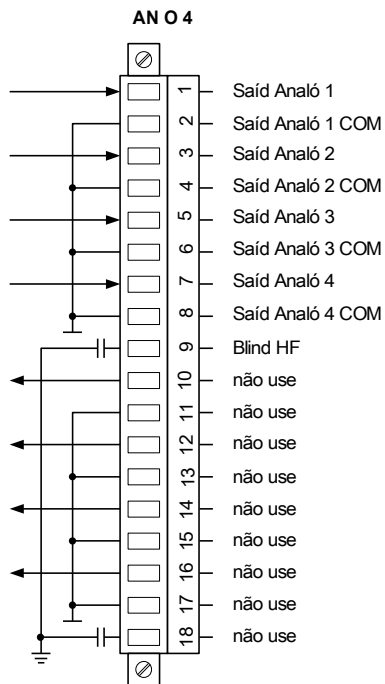 AN O 4
1 Saíd Analó 1
2 Saíd Analó 1 COM
3 Saíd Analó 2
4 Saíd Analó 2 COM
5 Saíd Analó 3
6 Saíd Analó 3 COM
7 Saíd Analó 4
8 Saíd Analó 4 COM
9 Blind HF
10 não use
11 não use
12 não use
13 não use
14 não use
15 não use
16 não use
17 não use
18 não use